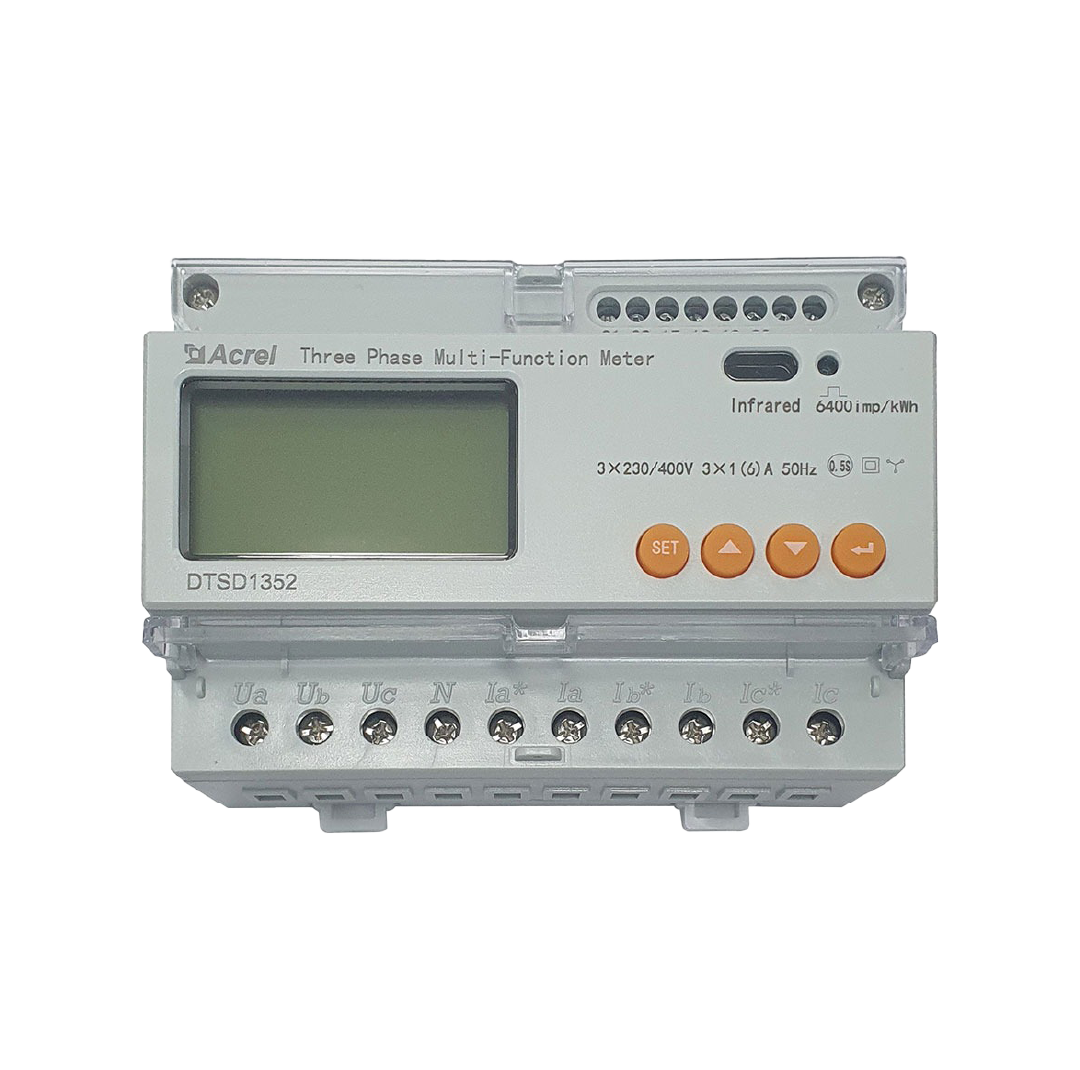 Acrel Three Phase Multi-Function Meter
Infrared 6400imp/kWh
3×230/400V 3×1(6)A 50Hz 0.5S
SET
DTSD1352
Ua Ub Uc N Ia* Ia Ib* Ib Ic* Ic